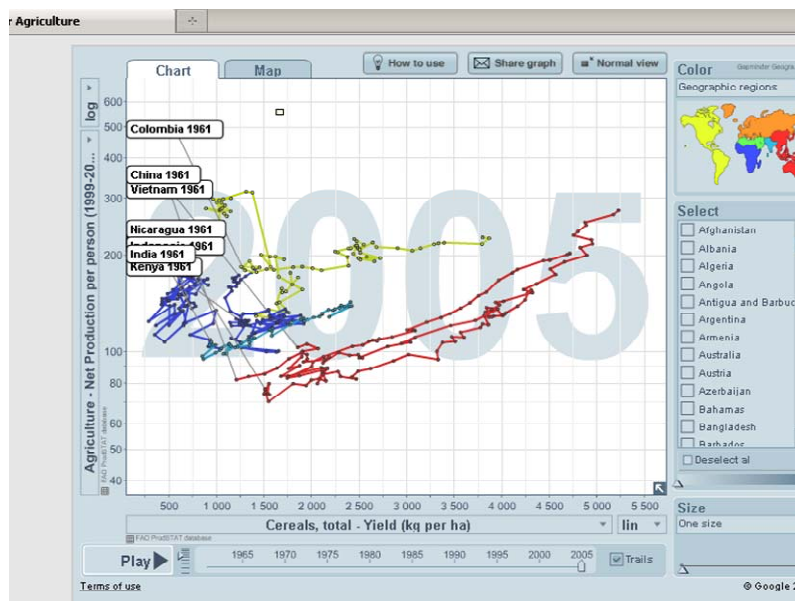 r Agriculture
Chart
Map
How to use
Share graph
Normal view
Color
Geographic regions
log
Agriculture - Net Production per person (1999-20...
FAO ProdSTAT database
600
500
400
300
200
100
80
60
50
40
2005
Colombia 1961
China 1961
Vietnam 1961
Nicaragua 1961
Indonesia 1961
India 1961
Kenya 1961
Select
Afghanistan
Albania
Algeria
Angola
Antigua and Barbud
Argentina
Armenia
Australia
Austria
Azerbaijan
Bahamas
Bangladesh
Barbados
Deselect al
500 1 000 1 500 2 000 2 500 3 000 3 500 4 000 4 500 5 000 5 500
Cereals, total - Yield (kg per ha)
lin
FAO ProdSTAT database
Size
One size
Play
1965 1970 1975 1980 1985 1990 1995 2000 2005
Trails
Terms of use
© Google 2